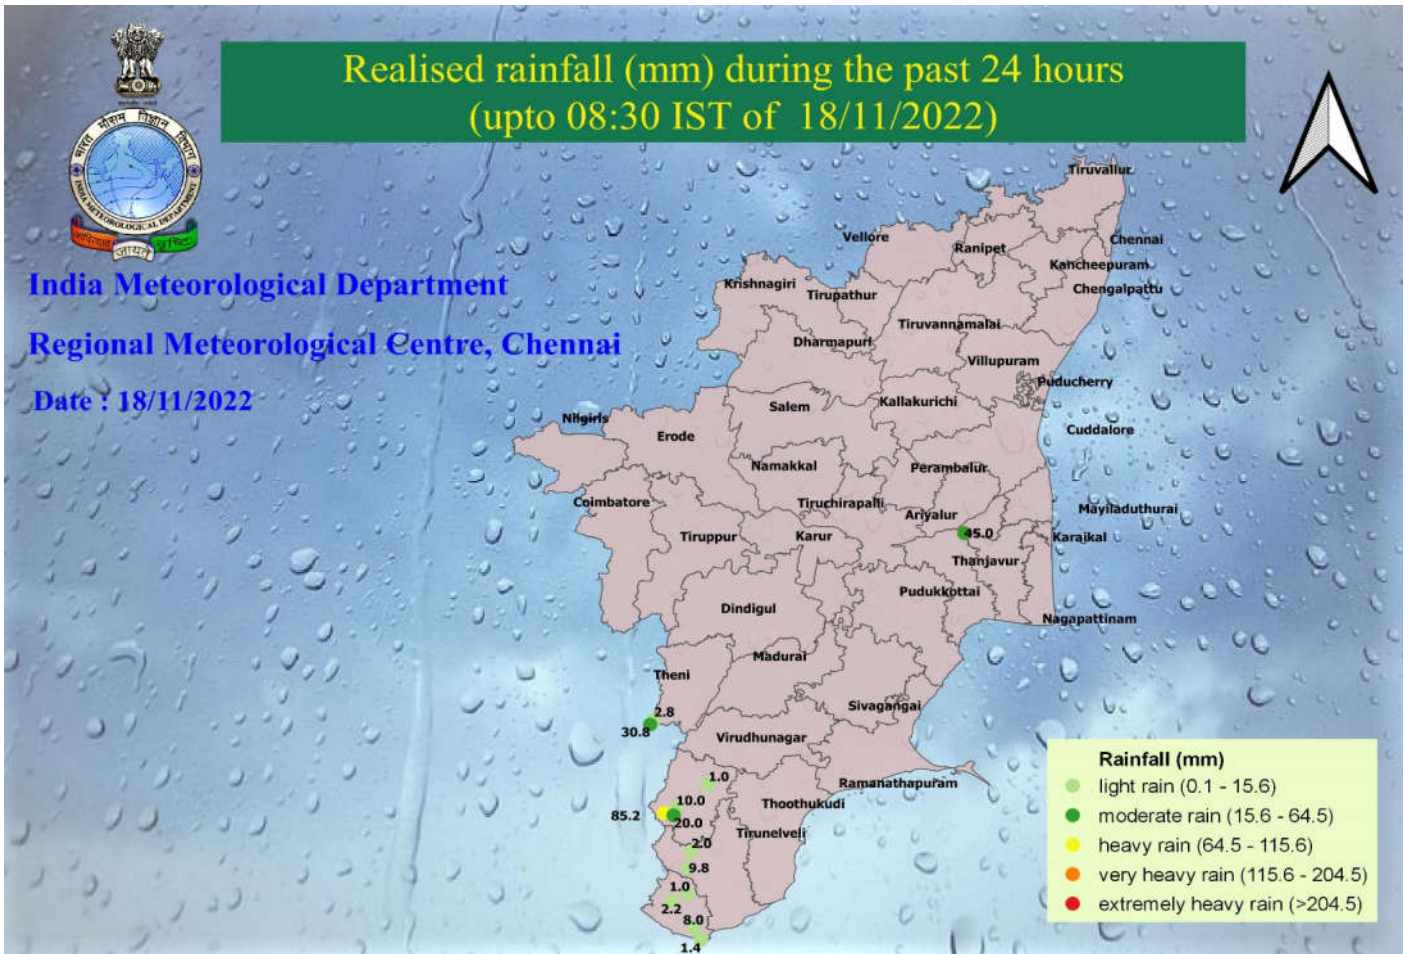 Realised rainfall (mm) during the past 24 hours
(upto 08:30 IST of 18/11/2022)
भारत मौसम विज्ञान विभाग
INDIA METEOROLOGICAL DEPARTMENT
जायते
India Meteorological Department
Regional Meteorological Centre, Chennai
Date : 18/11/2022
Tiruvallur
Vellore
Ranipet
Chennai
Kancheepuram
Krishnagiri
Tirupathur
Chengalpattu
Tiruvannamalai
Dharmapuri
Villupuram
Puducherry
Salem
Kallakurichi
Nilgiris
Erode
Cuddalore
Namakkal
Perambalur
Coimbatore
Tiruchirapalli
Ariyalur
Mayiladuthurai
Tiruppur
Karur
45.0
Karaikal
Thanjavur
Dindigul
Pudukkottai
Nagapattinam
Madurai
Theni
Sivagangai
2.8
30.8
Virudhunagar
1.0
Ramanathapuram
10.0
Thoothukudi
85.2
20.0
Tirunelveli
2.0
9.8
1.0
2.2
8.0
1.4
Rainfall (mm)
light rain (0.1 - 15.6)
moderate rain (15.6 - 64.5)
heavy rain (64.5 - 115.6)
very heavy rain (115.6 - 204.5)
extremely heavy rain (>204.5)